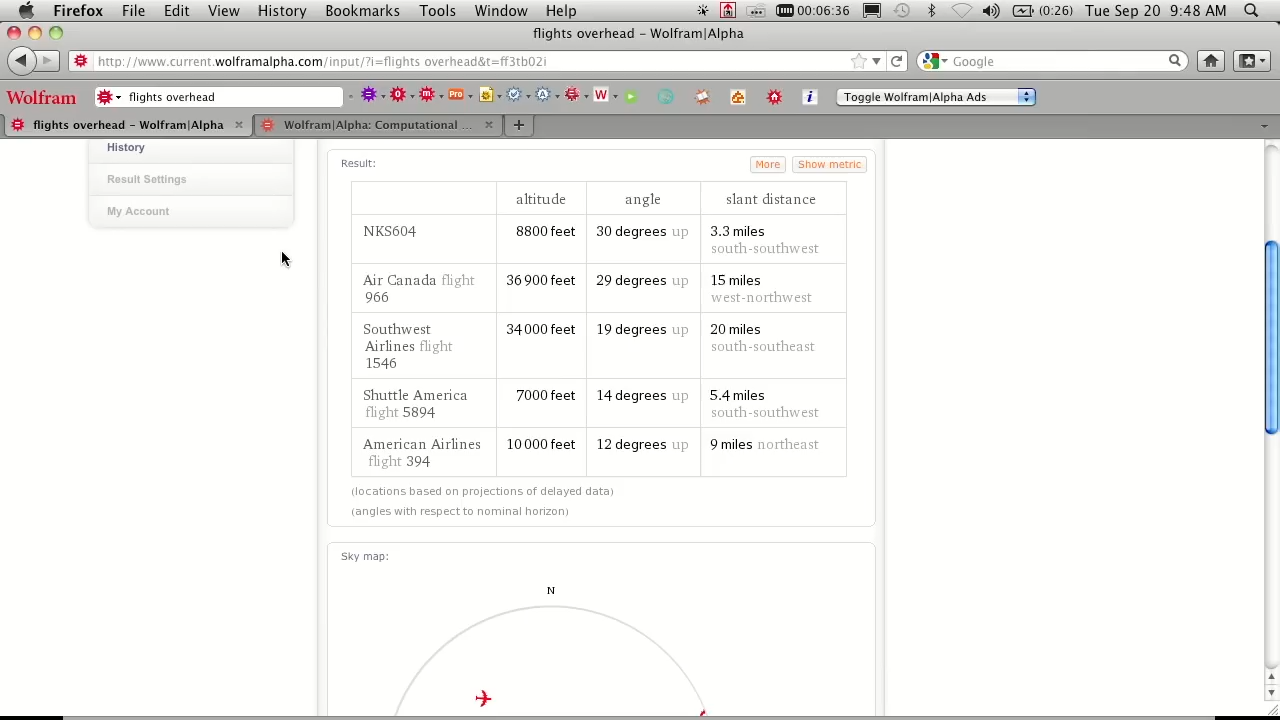 Firefox File Edit View History Bookmarks Tools Window Help 00:06:36 (0:26) Tue Sep 20 9:48 AM
flights overhead – Wolfram|Alpha
http://www.current.wolframalpha.com/input/?i=flights overhead&t=ff3tb02i Google
Wolfram flights overhead Pro W i Toggle Wolfram|Alpha Ads
flights overhead – Wolfram|Alpha Wolfram|Alpha: Computational ...
History
Result Settings
My Account
Result: More Show metric
altitude angle slant distance
NKS604 8800 feet 30 degrees up 3.3 miles
south-southwest
Air Canada flight 36 900 feet 29 degrees up 15 miles
966 west-northwest
Southwest 34 000 feet 19 degrees up 20 miles
Airlines flight south-southeast
1546
Shuttle America 7000 feet 14 degrees up 5.4 miles
flight 5894 south-southwest
American Airlines 10 000 feet 12 degrees up 9 miles northeast
flight 394
(locations based on projections of delayed data)
(angles with respect to nominal horizon)
Sky map:
N